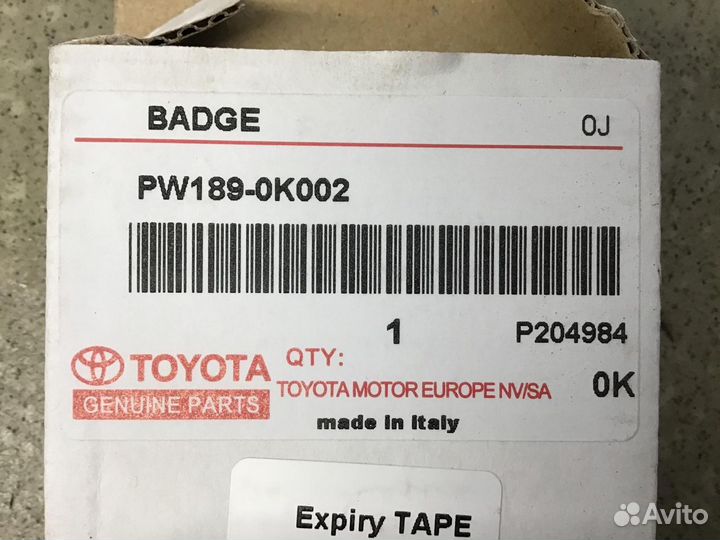 BADGE 0J
PW189-0K002
1 P204984
TOYOTA QTY:
GENUINE PARTS TOYOTA MOTOR EUROPE NV/SA 0K
made in Italy
Expiry TAPE
Avito